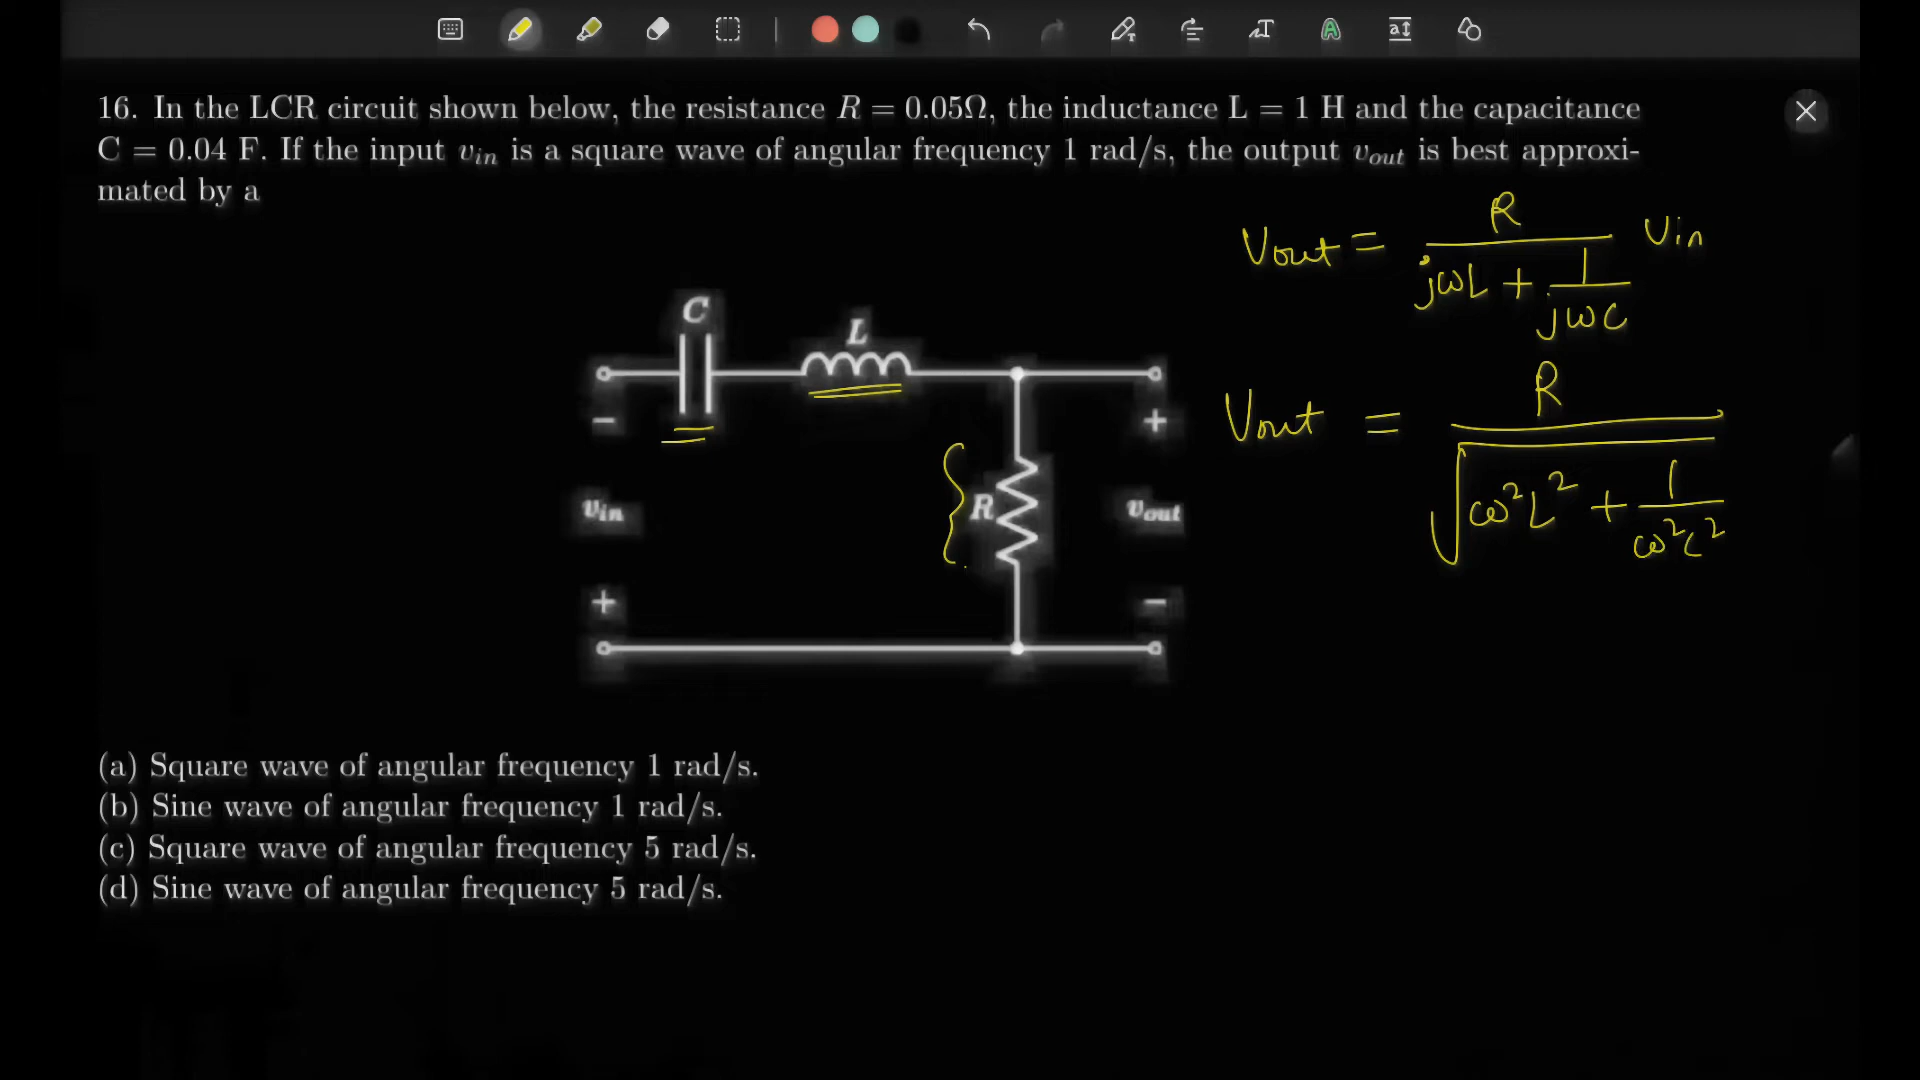 16. In the LCR circuit shown below, the resistance R = 0.05Ω, the inductance L = 1 H and the capacitance
C = 0.04 F. If the input v_in is a square wave of angular frequency 1 rad/s, the output v_out is best approxi-
mated by a
Vout = R / (jωL + 1/(jωC)) Vin
C
L
− +
Vout = R / √(ω²L² + 1/(ω²C²))
v_in R v_out
+ −
(a) Square wave of angular frequency 1 rad/s.
(b) Sine wave of angular frequency 1 rad/s.
(c) Square wave of angular frequency 5 rad/s.
(d) Sine wave of angular frequency 5 rad/s.